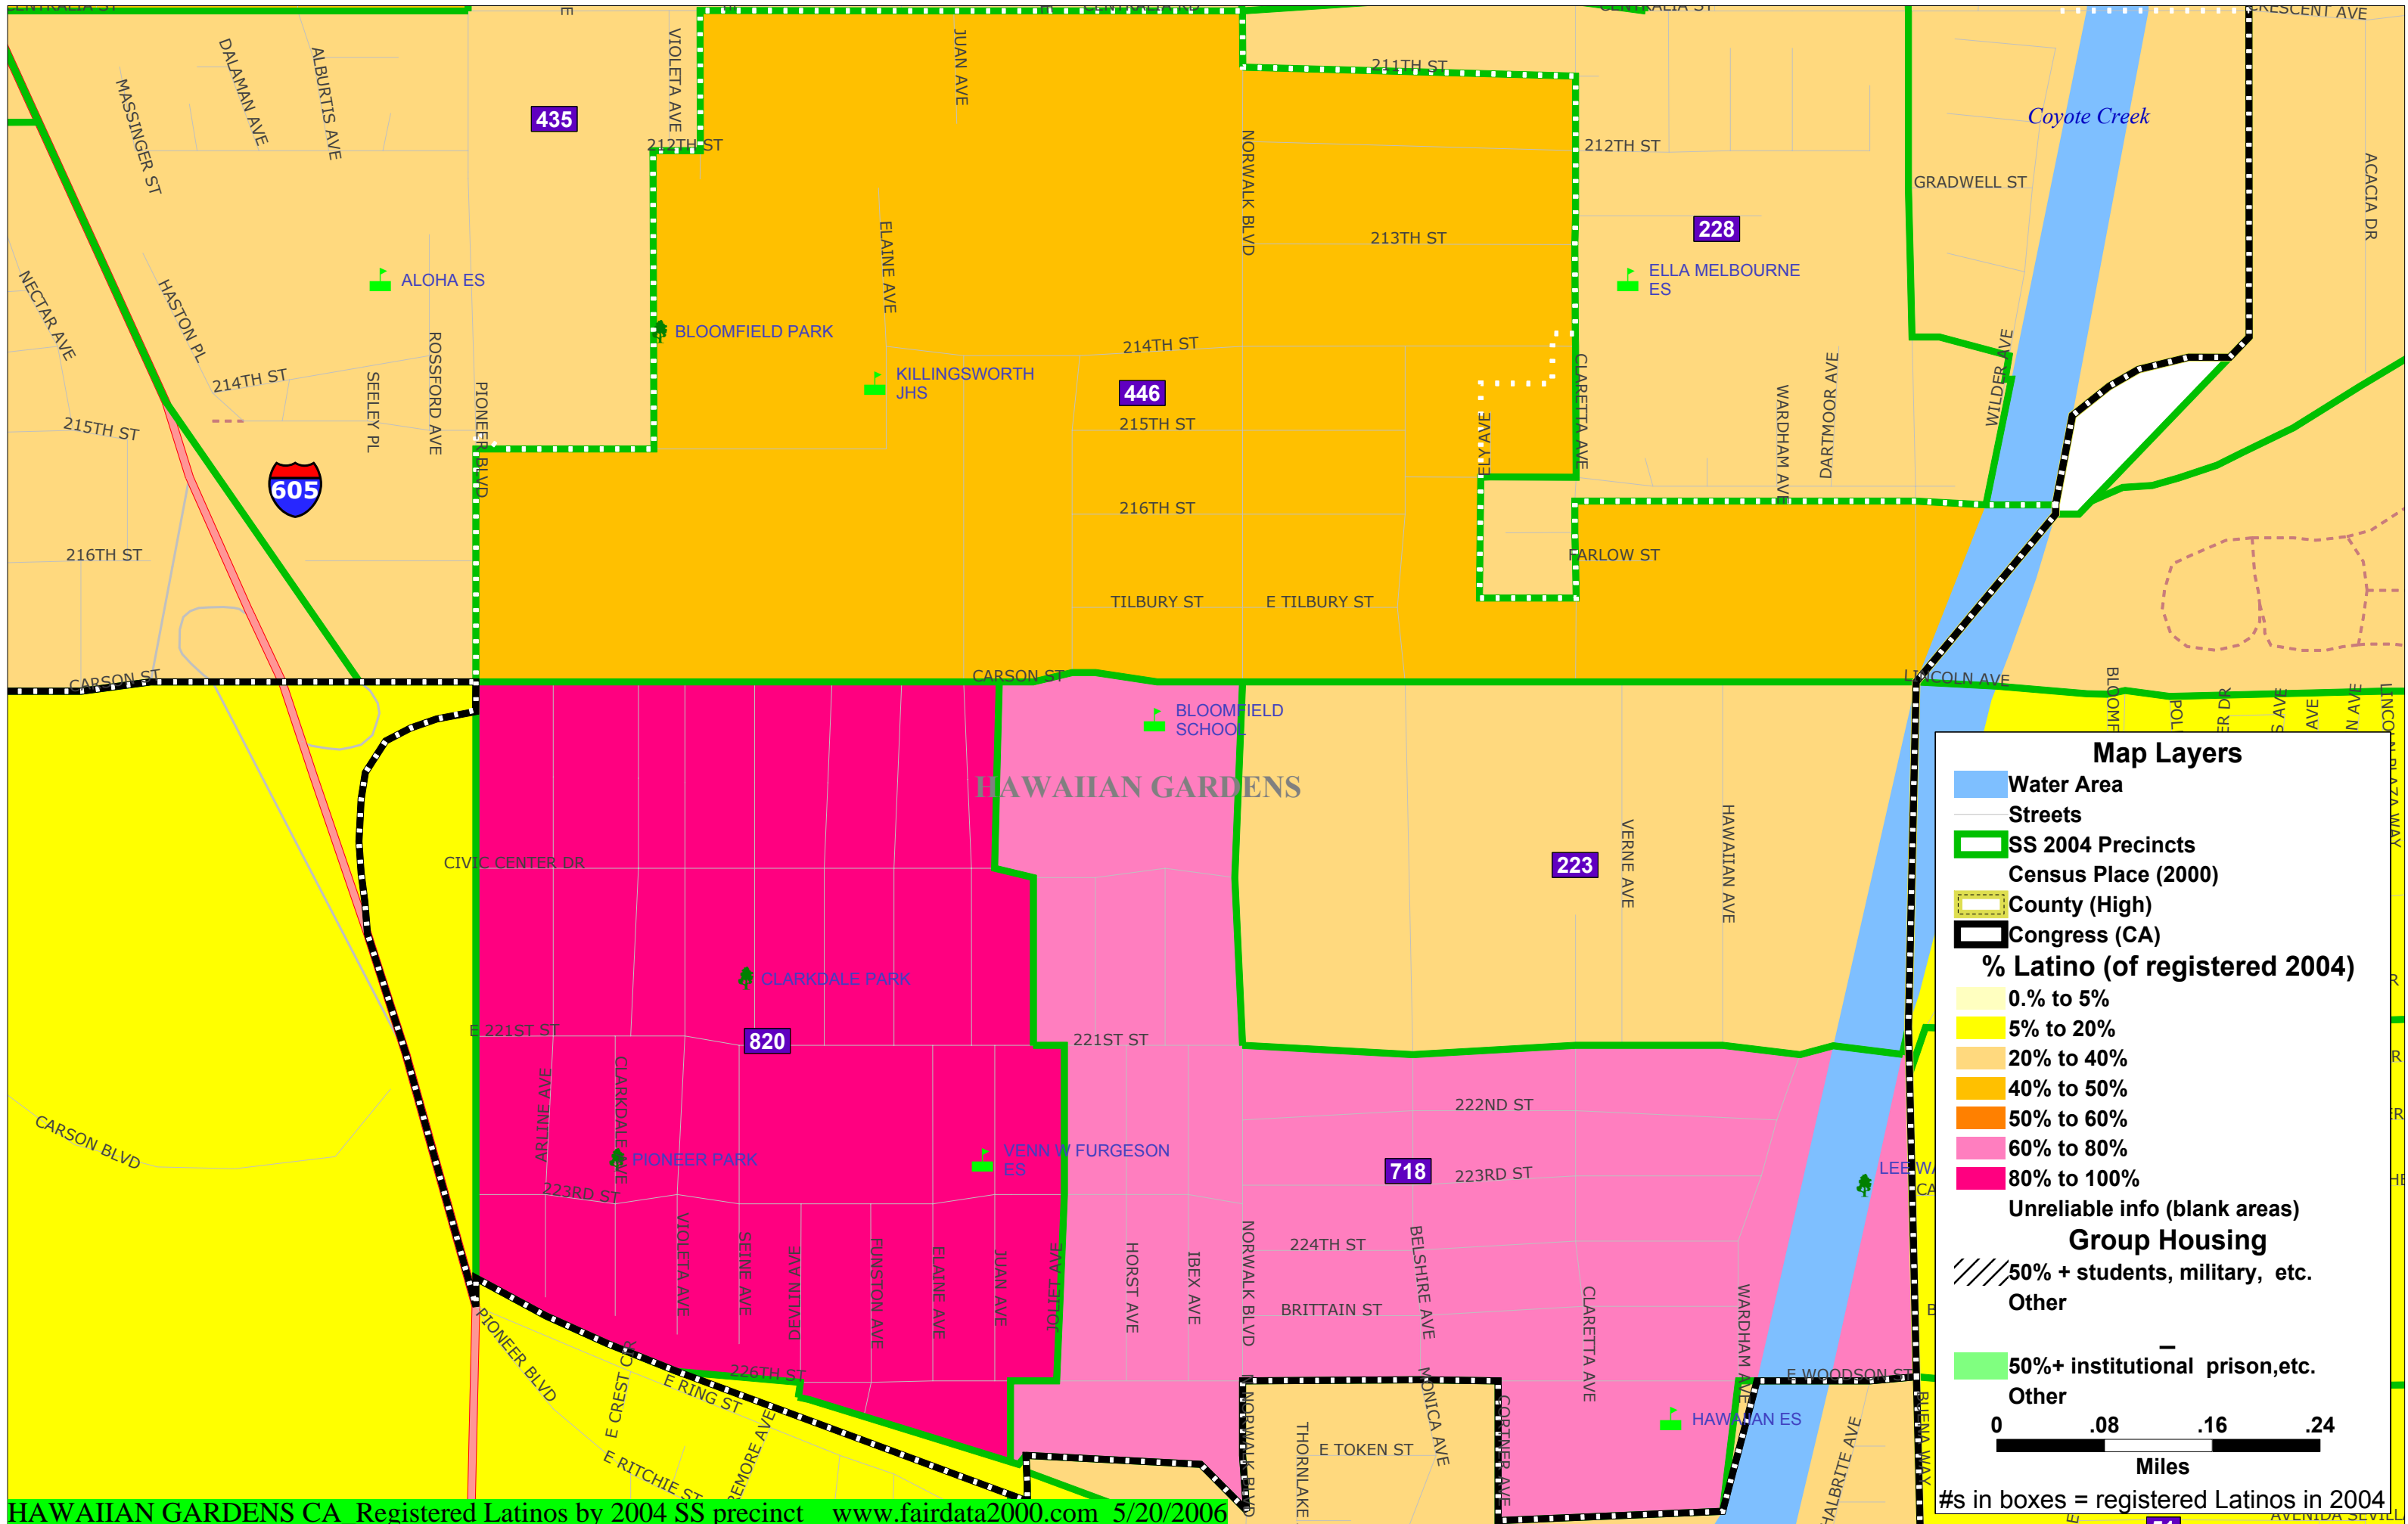 CENTRALIA RD
CENTRALIA ST
CRESCENT AVE
DALAMAN AVE
ALBURTIS AVE
MASSINGER ST
VIOLETA AVE
JUAN AVE
211TH ST
435
212TH ST
212TH ST
Coyote Creek
NORWALK BLVD
GRADWELL ST
ACACIA DR
ELAINE AVE
213TH ST
228
NECTAR AVE
HASTON PL
ALOHA ES
ELLA MELBOURNE
ES
BLOOMFIELD PARK
214TH ST
214TH ST
SEELEY PL
ROSSFORD AVE
PIONEER BLVD
KILLINGSWORTH
JHS
446
CLARETTA AVE
WARDHAM AVE
DARTMOOR AVE
WILDER AVE
215TH ST
215TH ST
ELY AVE
605
216TH ST
216TH ST
FARLOW ST
TILBURY ST
E TILBURY ST
CARSON ST
CARSON ST
LINCOLN AVE
BLOOMFIELD
SCHOOL
HAWAIIAN GARDENS
CIVIC CENTER DR
223
VERNE AVE
HAWAIIAN AVE
CLARKDALE PARK
E 221ST ST
820
221ST ST
ARLINE AVE
CLARKDALE AVE
222ND ST
CARSON BLVD
PIONEER PARK
VENN W FURGESON
ES
718
223RD ST
223RD ST
VIOLETA AVE
SEINE AVE
DEVLIN AVE
FUNSTON AVE
ELAINE AVE
JUAN AVE
JOLIET AVE
HORST AVE
IBEX AVE
NORWALK BLVD
BELSHIRE AVE
224TH ST
CLARETTA AVE
WARDHAM AVE
BRITTAIN ST
PIONEER BLVD
E CREST CIR
226TH ST
E RING ST
E RITCHIE ST
N NORWALK BLVD
THORNLAKE
MONICA AVE
E TOKEN ST
CORTNER AVE
HAWAIIAN ES
E WOODSON ST
BUENA WAY
Map Layers
Water Area
Streets
SS 2004 Precincts
Census Place (2000)
County (High)
Congress (CA)
% Latino (of registered 2004)
0.% to 5%
5% to 20%
20% to 40%
40% to 50%
50% to 60%
60% to 80%
80% to 100%
Unreliable info (blank areas)
Group Housing
50% + students, military, etc.
Other
50%+ institutional prison,etc.
Other
0 .08 .16 .24
Miles
#s in boxes = registered Latinos in 2004
HAWAIIAN GARDENS CA Registered Latinos by 2004 SS precinct www.fairdata2000.com 5/20/2006